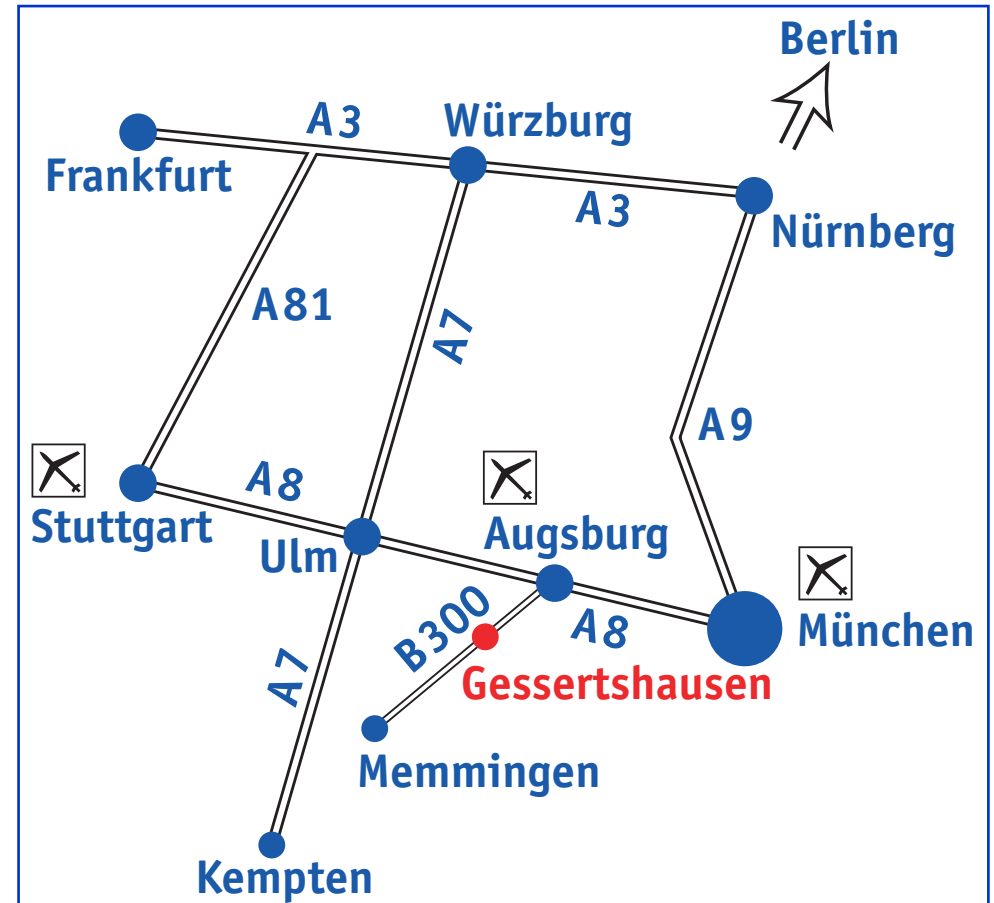 Berlin
A3
Würzburg
Frankfurt
A3
Nürnberg
A81
A7
A9
A8
Stuttgart
Augsburg
Ulm
B300
A8
München
A7
Gessertshausen
Memmingen
Kempten